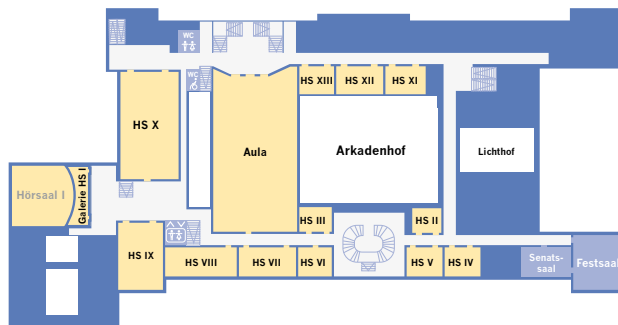 WC
WC
HS XIII
HS XII
HS XI
HS X
Aula
Arkadenhof
Lichthof
Hörsaal I
Galerie HS I
HS III
HS II
HS IX
HS VIII
HS VII
HS VI
HS V
HS IV
Senats-
saal
Festsaal